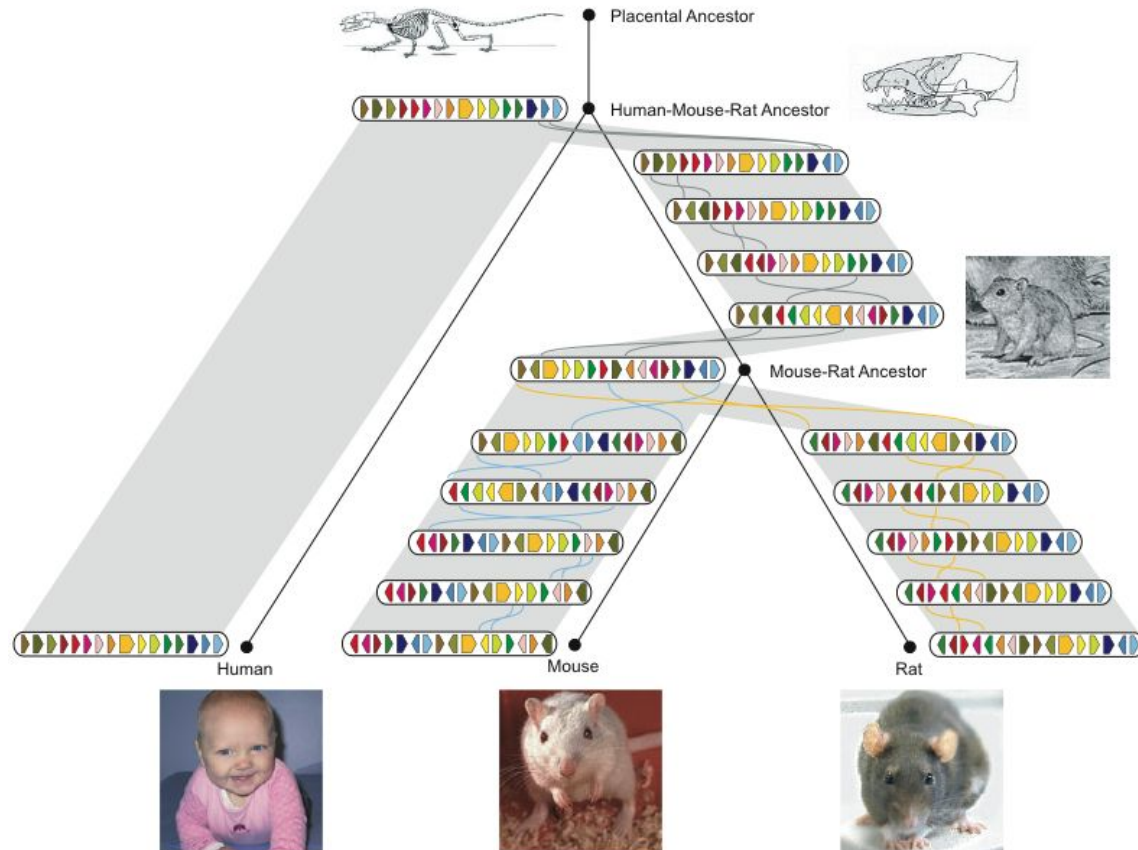 Placental Ancestor
Human-Mouse-Rat Ancestor
Mouse-Rat Ancestor
Human
Mouse
Rat